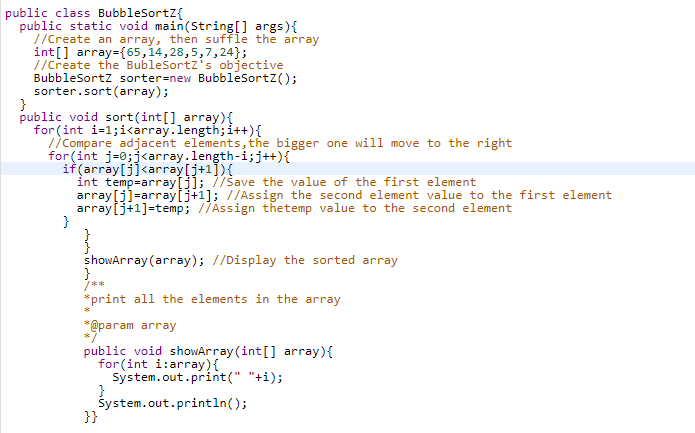 public class BubbleSortZ{
public static void main(String[] args){
//Create an array, then suffle the array
int[] array={65,14,28,5,7,24};
//Create the BubleSortZ's objective
BubbleSortZ sorter=new BubbleSortZ();
sorter.sort(array);
}
public void sort(int[] array){
for(int i=1;i<array.length;i++){
//Compare adjacent elements,the bigger one will move to the right
for(int j=0;j<array.length-i;j++){
if(array[j]<array[j+1]){
int temp=array[j]; //Save the value of the first element
array[j]=array[j+1]; //Assign the second element value to the first element
array[j+1]=temp; //Assign thetemp value to the second element
}
}
}
showArray(array); //Display the sorted array
}
/**
*print all the elements in the array
*
*@param array
*/
public void showArray(int[] array){
for(int i:array){
System.out.print(" "+i);
}
System.out.println();
}}